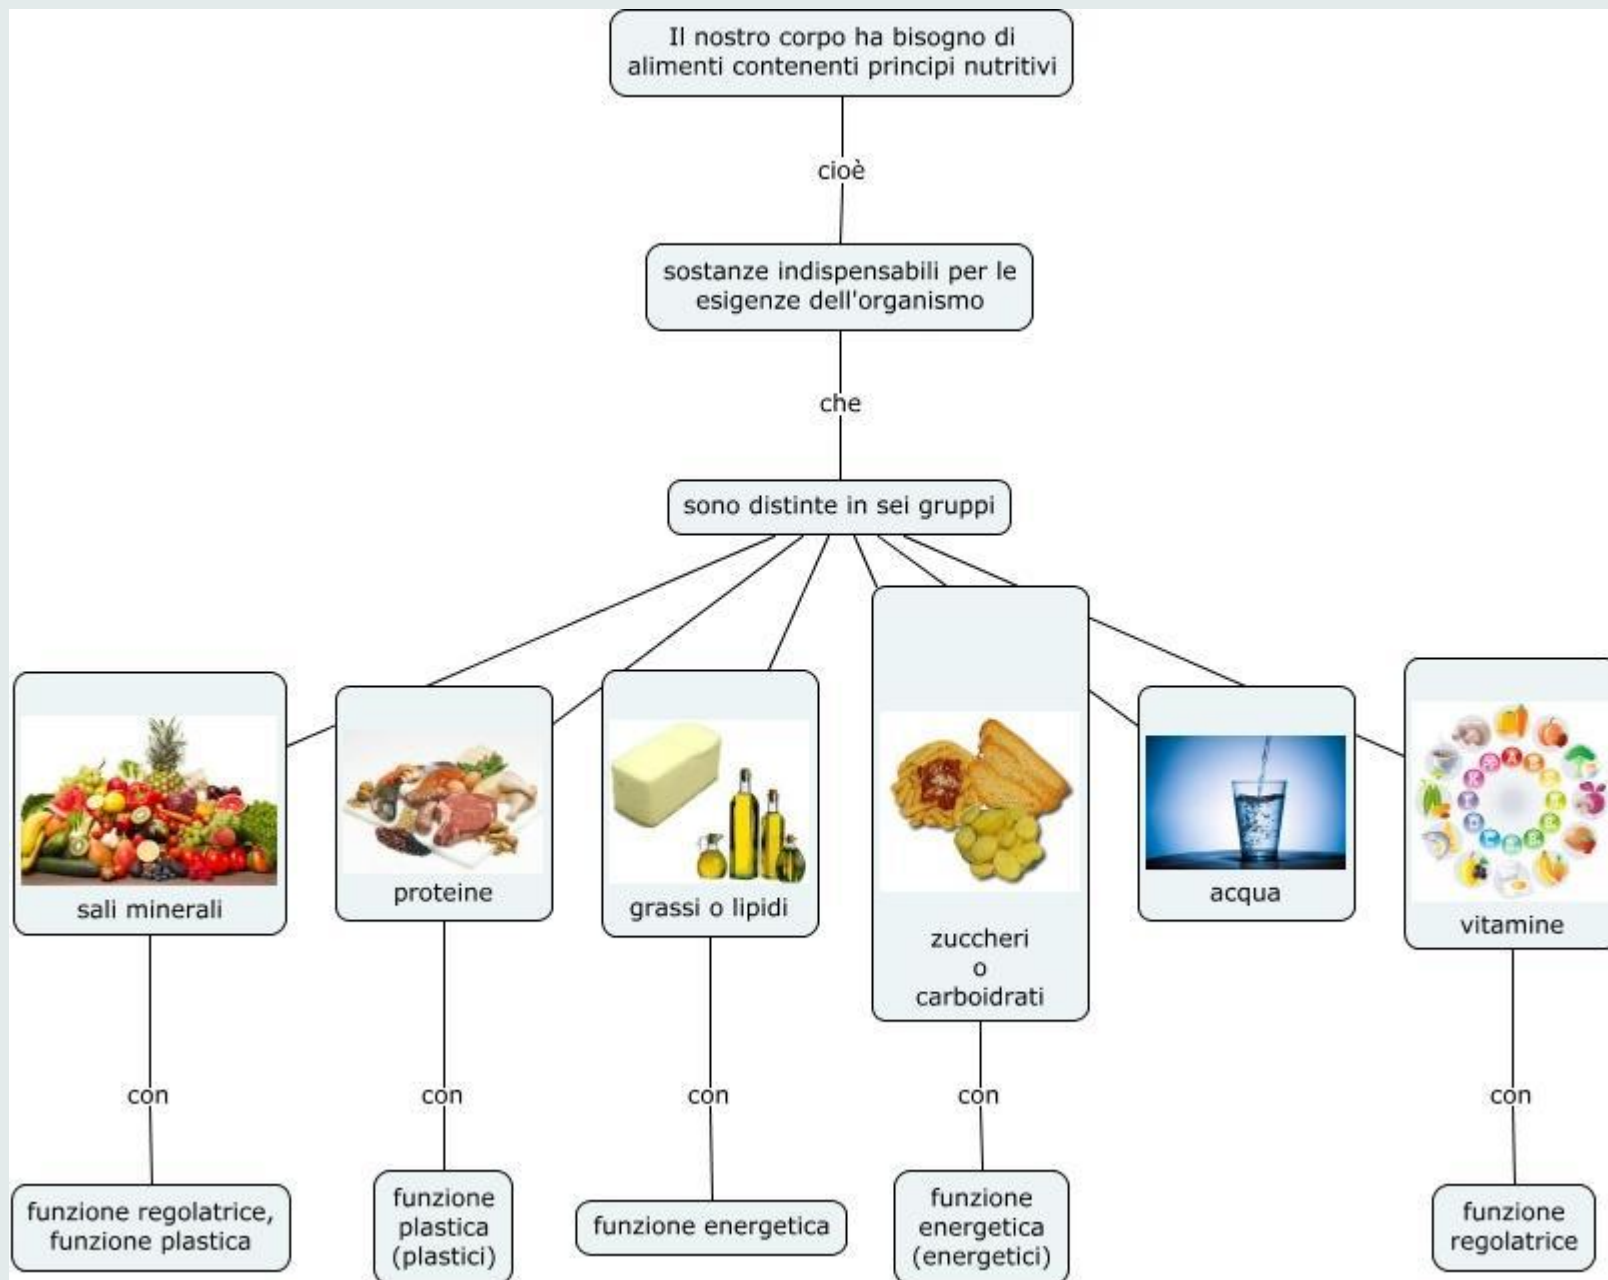 Il nostro corpo ha bisogno di
alimenti contenenti principi nutritivi
cioè
sostanze indispensabili per le
esigenze dell'organismo
che
sono distinte in sei gruppi
sali minerali
proteine
grassi o lipidi
zuccheri
o
carboidrati
acqua
vitamine
con
con
con
con
con
funzione regolatrice,
funzione plastica
funzione
plastica
(plastici)
funzione energetica
funzione
energetica
(energetici)
funzione
regolatrice